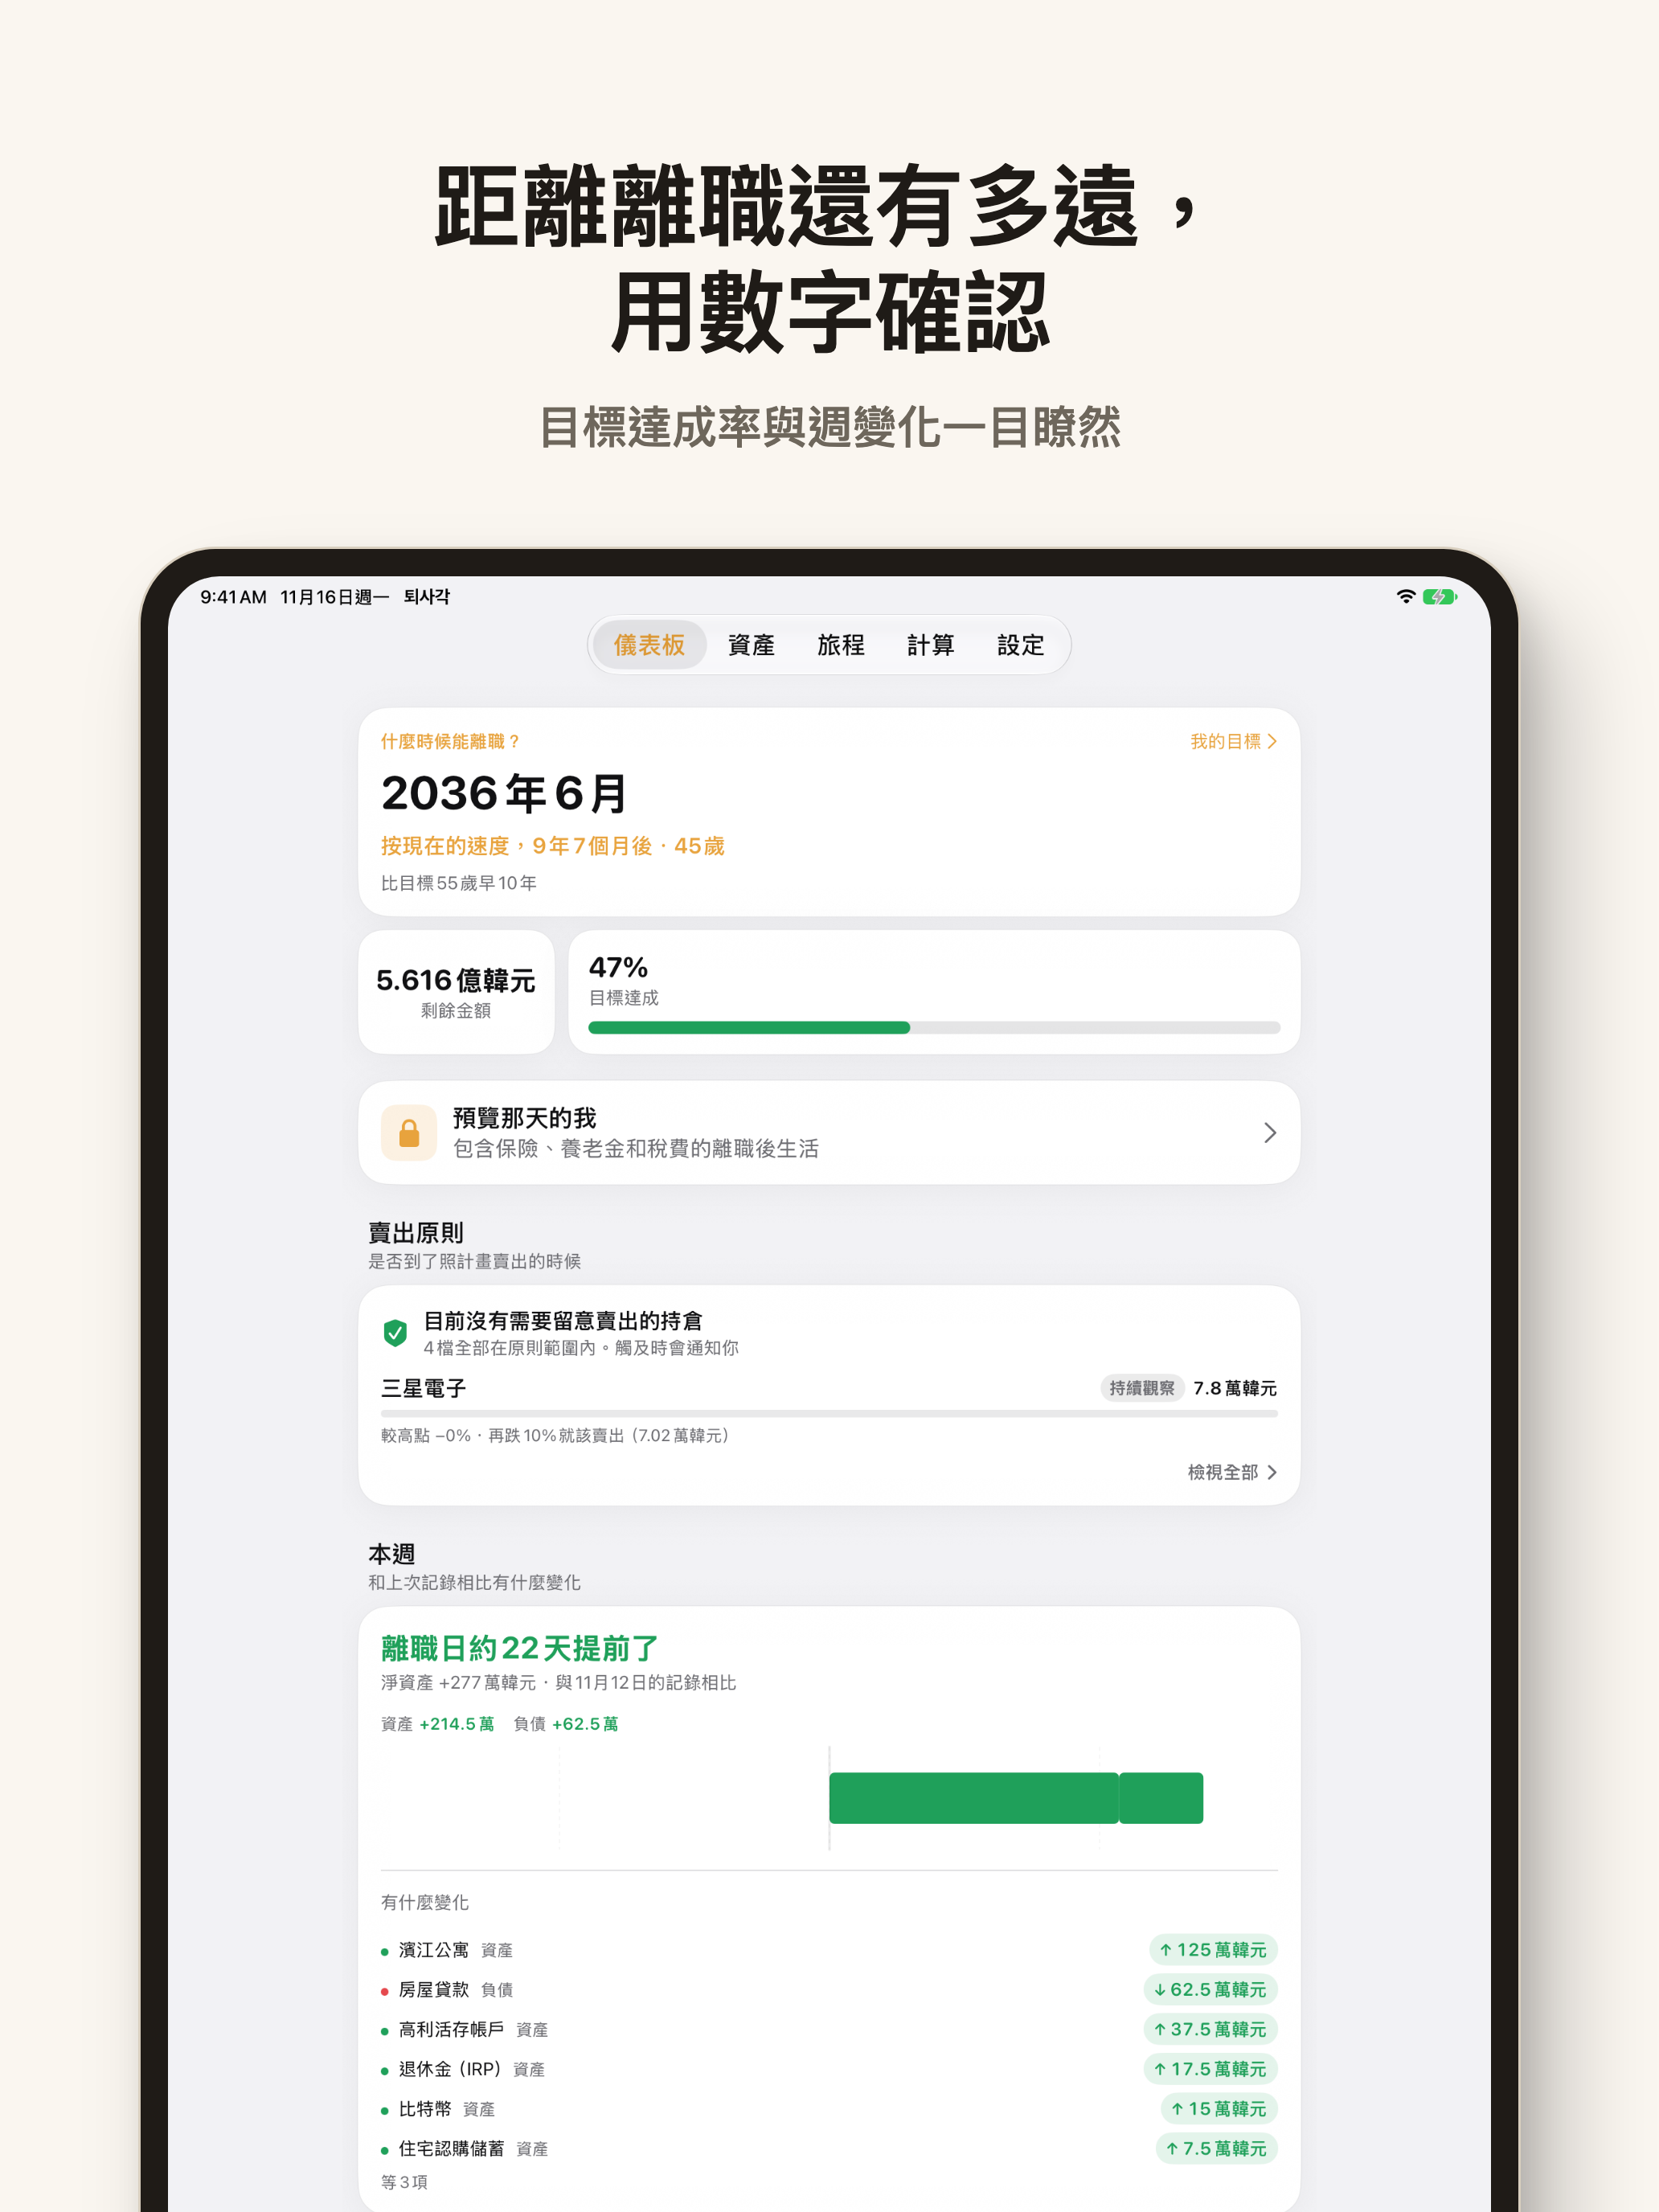 距離離職還有多遠，
用數字確認
目標達成率與週變化一目瞭然
9:41 AM 11月16日週一 퇴사각
儀表板 資產 旅程 計算 設定
什麼時候能離職？ 我的目標
2036年6月
按現在的速度，9年7個月後 · 45歲
比目標55歲早10年
5.616億韓元
剩餘金額
47%
目標達成
預覽那天的我
包含保險、養老金和稅費的離職後生活
賣出原則
是否到了照計畫賣出的時候
目前沒有需要留意賣出的持倉
4檔全部在原則範圍內。觸及時會通知你
三星電子 持續觀察 7.8萬韓元
較高點 −0% · 再跌10%就該賣出（7.02萬韓元）
檢視全部
本週
和上次記錄相比有什麼變化
離職日約22天提前了
淨資產 +277萬韓元 · 與11月12日的記錄相比
資產 +214.5萬 負債 +62.5萬
有什麼變化
濱江公寓 資產 ↑ 125萬韓元
房屋貸款 負債 ↓ 62.5萬韓元
高利活存帳戶 資產 ↑ 37.5萬韓元
退休金（IRP） 資產 ↑ 17.5萬韓元
比特幣 資產 ↑ 15萬韓元
住宅認購儲蓄 資產 ↑ 7.5萬韓元
等3項